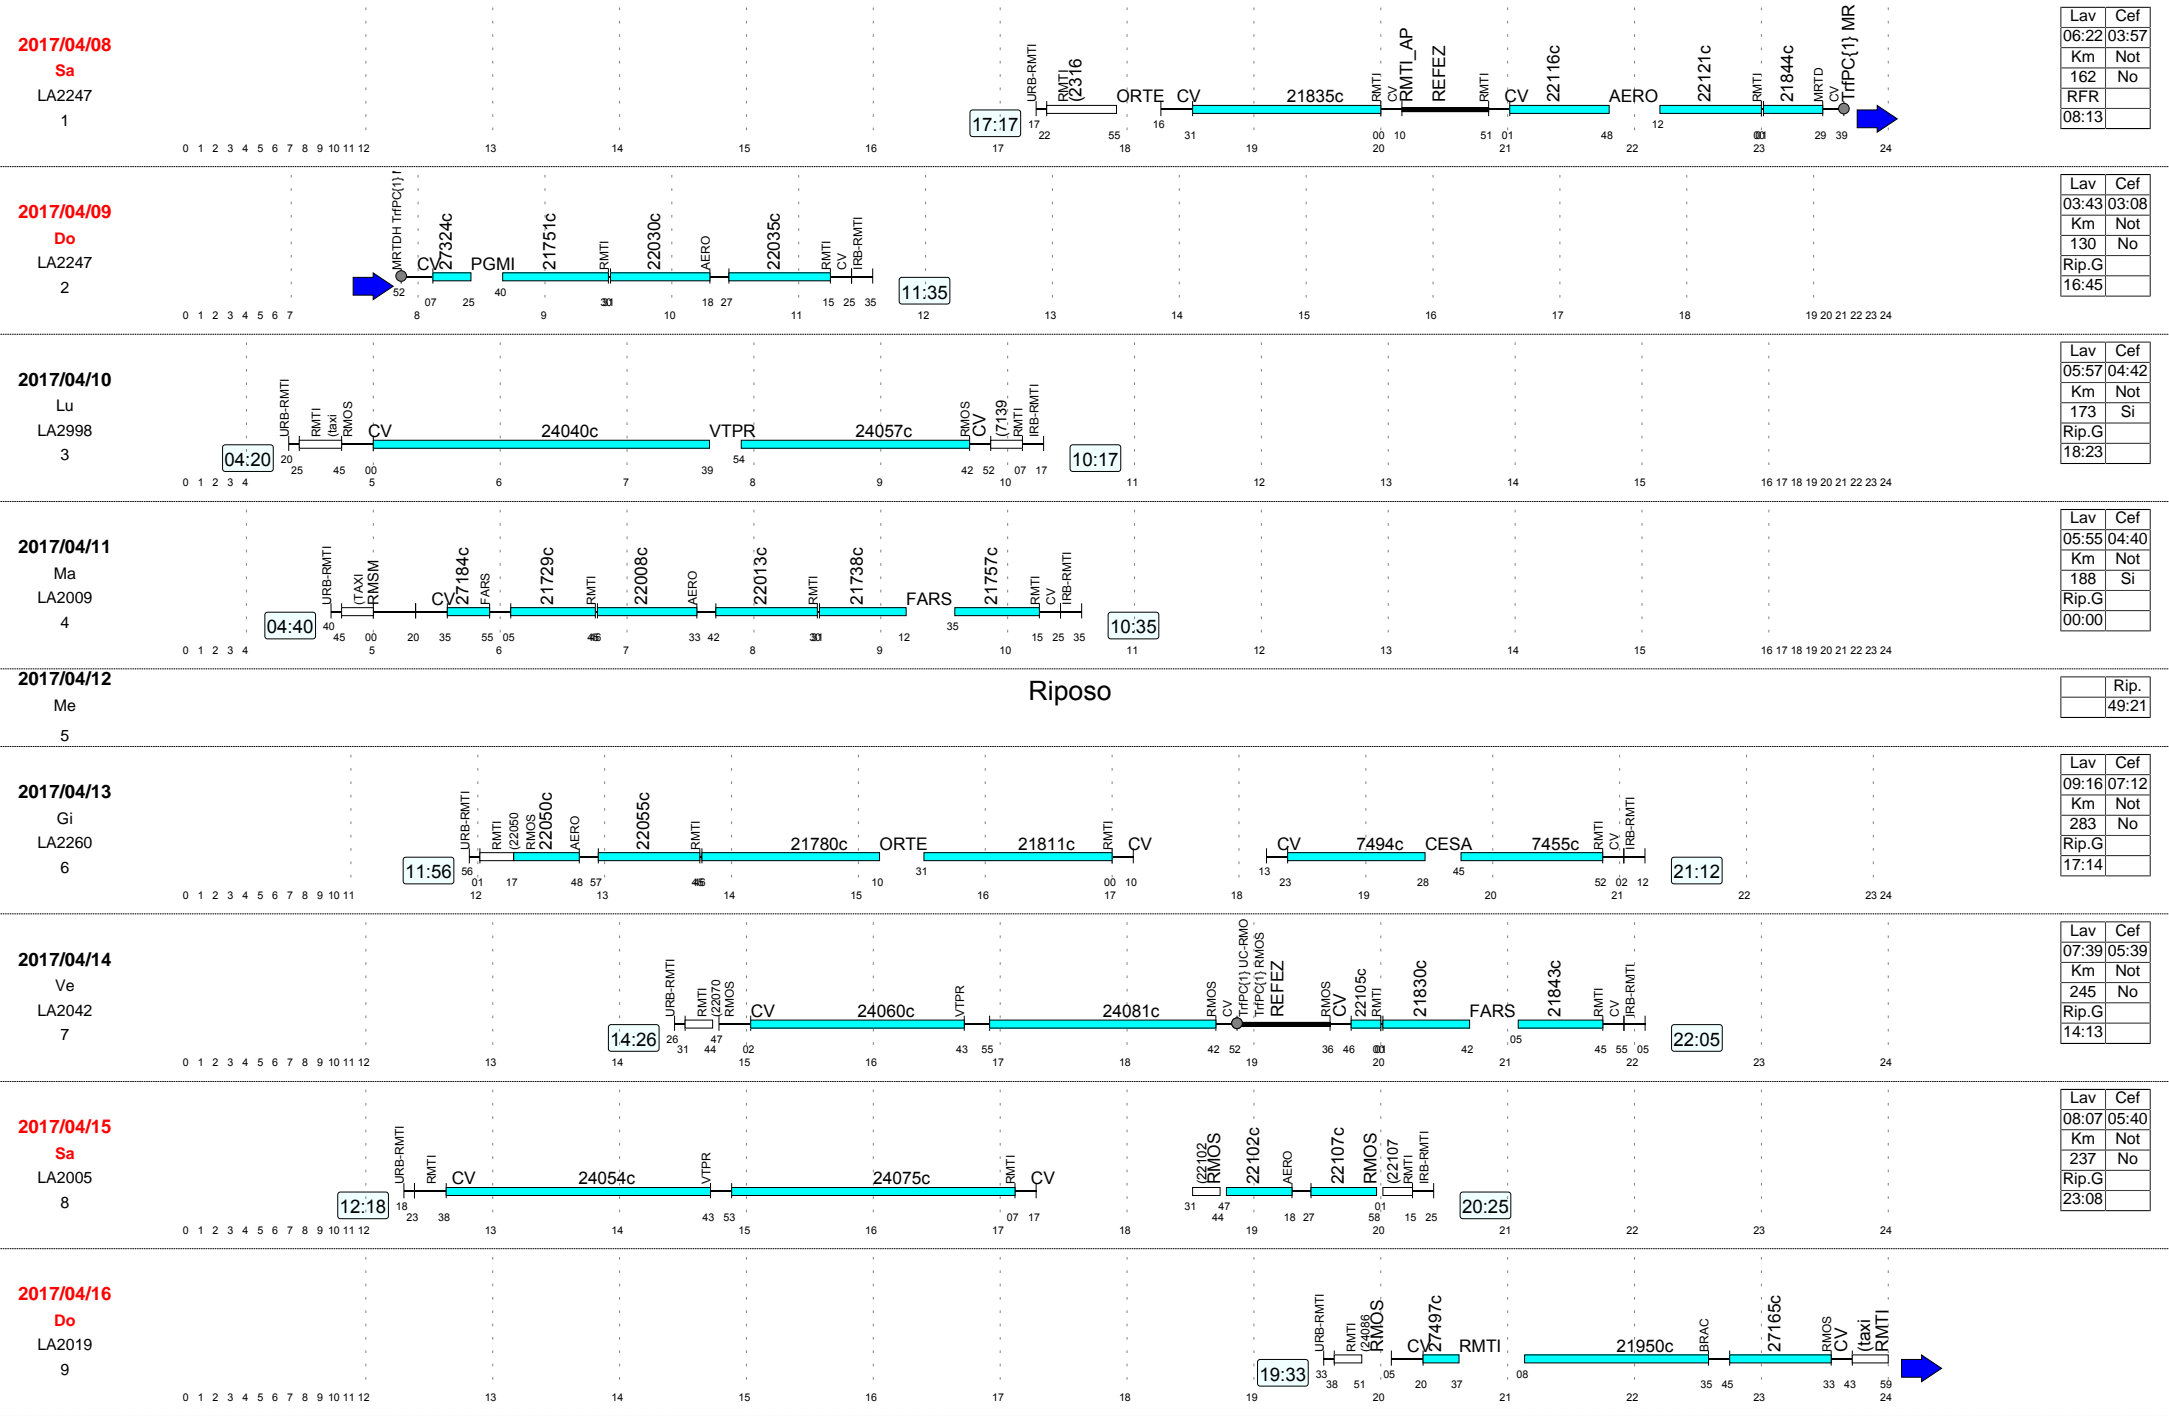 2017/04/08
Sa
LA2247
1
17:17
URB-RMTI RMTI (2316 ORTE CV 21835c RMTI CV RMTI_AP REFEZ RMTI CV 22116c AERO 22121c RMTI 21844c MRTD CV TrfPC{1} MR
17 22 55 16 31 00 10 51 01 48 12 00 01 29 39
0 1 2 3 4 5 6 7 8 9 10 11 12 13 14 15 16 17 18 19 20 21 22 23 24
Lav Cef
06:22 03:57
Km Not
162 No
RFR
08:13
2017/04/09
Do
LA2247
2
MRTDH TrfPC{1} CV 27324c PGMI 21751c RMTI 22030c AERO 22035c RMTI CV IRB-RMTI
52 07 25 40 30 31 18 27 15 25 35
11:35
0 1 2 3 4 5 6 7 8 9 10 11 12 13 14 15 16 17 18 19 20 21 22 23 24
Lav Cef
03:43 03:08
Km Not
130 No
Rip.G
16:45
2017/04/10
Lu
LA2998
3
04:20
URB-RMTI RMTI (taxi RMOS CV 24040c VTPR 24057c RMOS CV (7139 RMTI IRB-RMTI
20 25 45 00 39 54 42 52 07 17
10:17
0 1 2 3 4 5 6 7 8 9 10 11 12 13 14 15 16 17 18 19 20 21 22 23 24
Lav Cef
05:57 04:42
Km Not
173 Si
Rip.G
18:23
2017/04/11
Ma
LA2009
4
04:40
URB-RMTI (TAXI RMSM CV 27184c FARS 21729c RMTI 22008c AERO 22013c RMTI 21738c FARS 21757c RMTI CV IRB-RMTI
40 45 00 20 35 55 05 45 46 33 42 30 31 12 35 15 25 35
10:35
0 1 2 3 4 5 6 7 8 9 10 11 12 13 14 15 16 17 18 19 20 21 22 23 24
Lav Cef
05:55 04:40
Km Not
188 Si
Rip.G
00:00
2017/04/12
Me
5
Riposo
Rip.
49:21
2017/04/13
Gi
LA2260
6
11:56
URB-RMTI RMTI (22050 RMOS 22050c AERO 22055c RMTI 21780c ORTE 21811c RMTI CV CV 7494c CESA 7455c RMTI CV IRB-RMTI
56 01 17 48 57 45 46 10 31 00 10 13 23 28 45 52 02 12
21:12
0 1 2 3 4 5 6 7 8 9 10 11 12 13 14 15 16 17 18 19 20 21 22 23 24
Lav Cef
09:16 07:12
Km Not
283 No
Rip.G
17:14
2017/04/14
Ve
LA2042
7
14:26
URB-RMTI RMTI (22070 RMOS CV 24060c VTPR 24081c RMOS CV TrfPC{1} UC-RMO TrfPC{1} RMOS REFEZ RMOS CV 22105c RMTI 21830c FARS 21843c RMTI CV IRB-RMTI
26 31 44 47 02 43 55 42 52 36 46 00 01 42 05 45 55 05
22:05
0 1 2 3 4 5 6 7 8 9 10 11 12 13 14 15 16 17 18 19 20 21 22 23 24
Lav Cef
07:39 05:39
Km Not
245 No
Rip.G
14:13
2017/04/15
Sa
LA2005
8
12:18
URB-RMTI RMTI CV 24054c VTPR 24075c RMTI CV (22102 RMOS 22102c AERO 22107c RMOS (22107 RMTI IRB-RMTI
18 23 38 43 53 07 17 31 44 47 18 27 58 01 15 25
20:25
0 1 2 3 4 5 6 7 8 9 10 11 12 13 14 15 16 17 18 19 20 21 22 23 24
Lav Cef
08:07 05:40
Km Not
237 No
Rip.G
23:08
2017/04/16
Do
LA2019
9
19:33
URB-RMTI RMTI (24086 RMOS CV 27497c RMTI 21950c BRAC 27165c RMOS CV (taxi RMTI
33 38 51 05 20 37 08 35 45 33 43 59
0 1 2 3 4 5 6 7 8 9 10 11 12 13 14 15 16 17 18 19 20 21 22 23 24